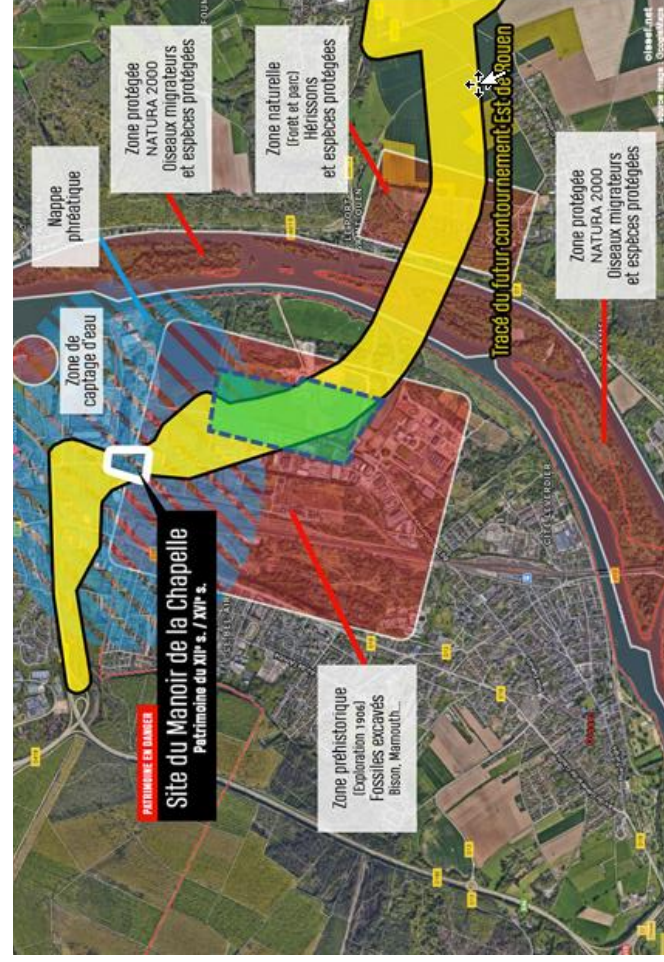 Nappe
phréatique
Zone protégée
NATURA 2000
Oiseaux migrateurs
et espèces protégées
Zone naturelle
(Forêt et parc)
Hérissons
et espèces protégées
Zone de
captage d'eau
PATRIMOINE EN DANGER
Site du Manoir de la Chapelle
Patrimoine du XIIᵉ s. / XVIᵉ s.
Zone préhistorique
(Exploration 1906)
Fossiles excavés
Bison, Mamouth...
Tracé du futur contournement Est de Rouen
Zone protégée
NATURA 2000
Oiseaux migrateurs
et espèces protégées
oissel.net